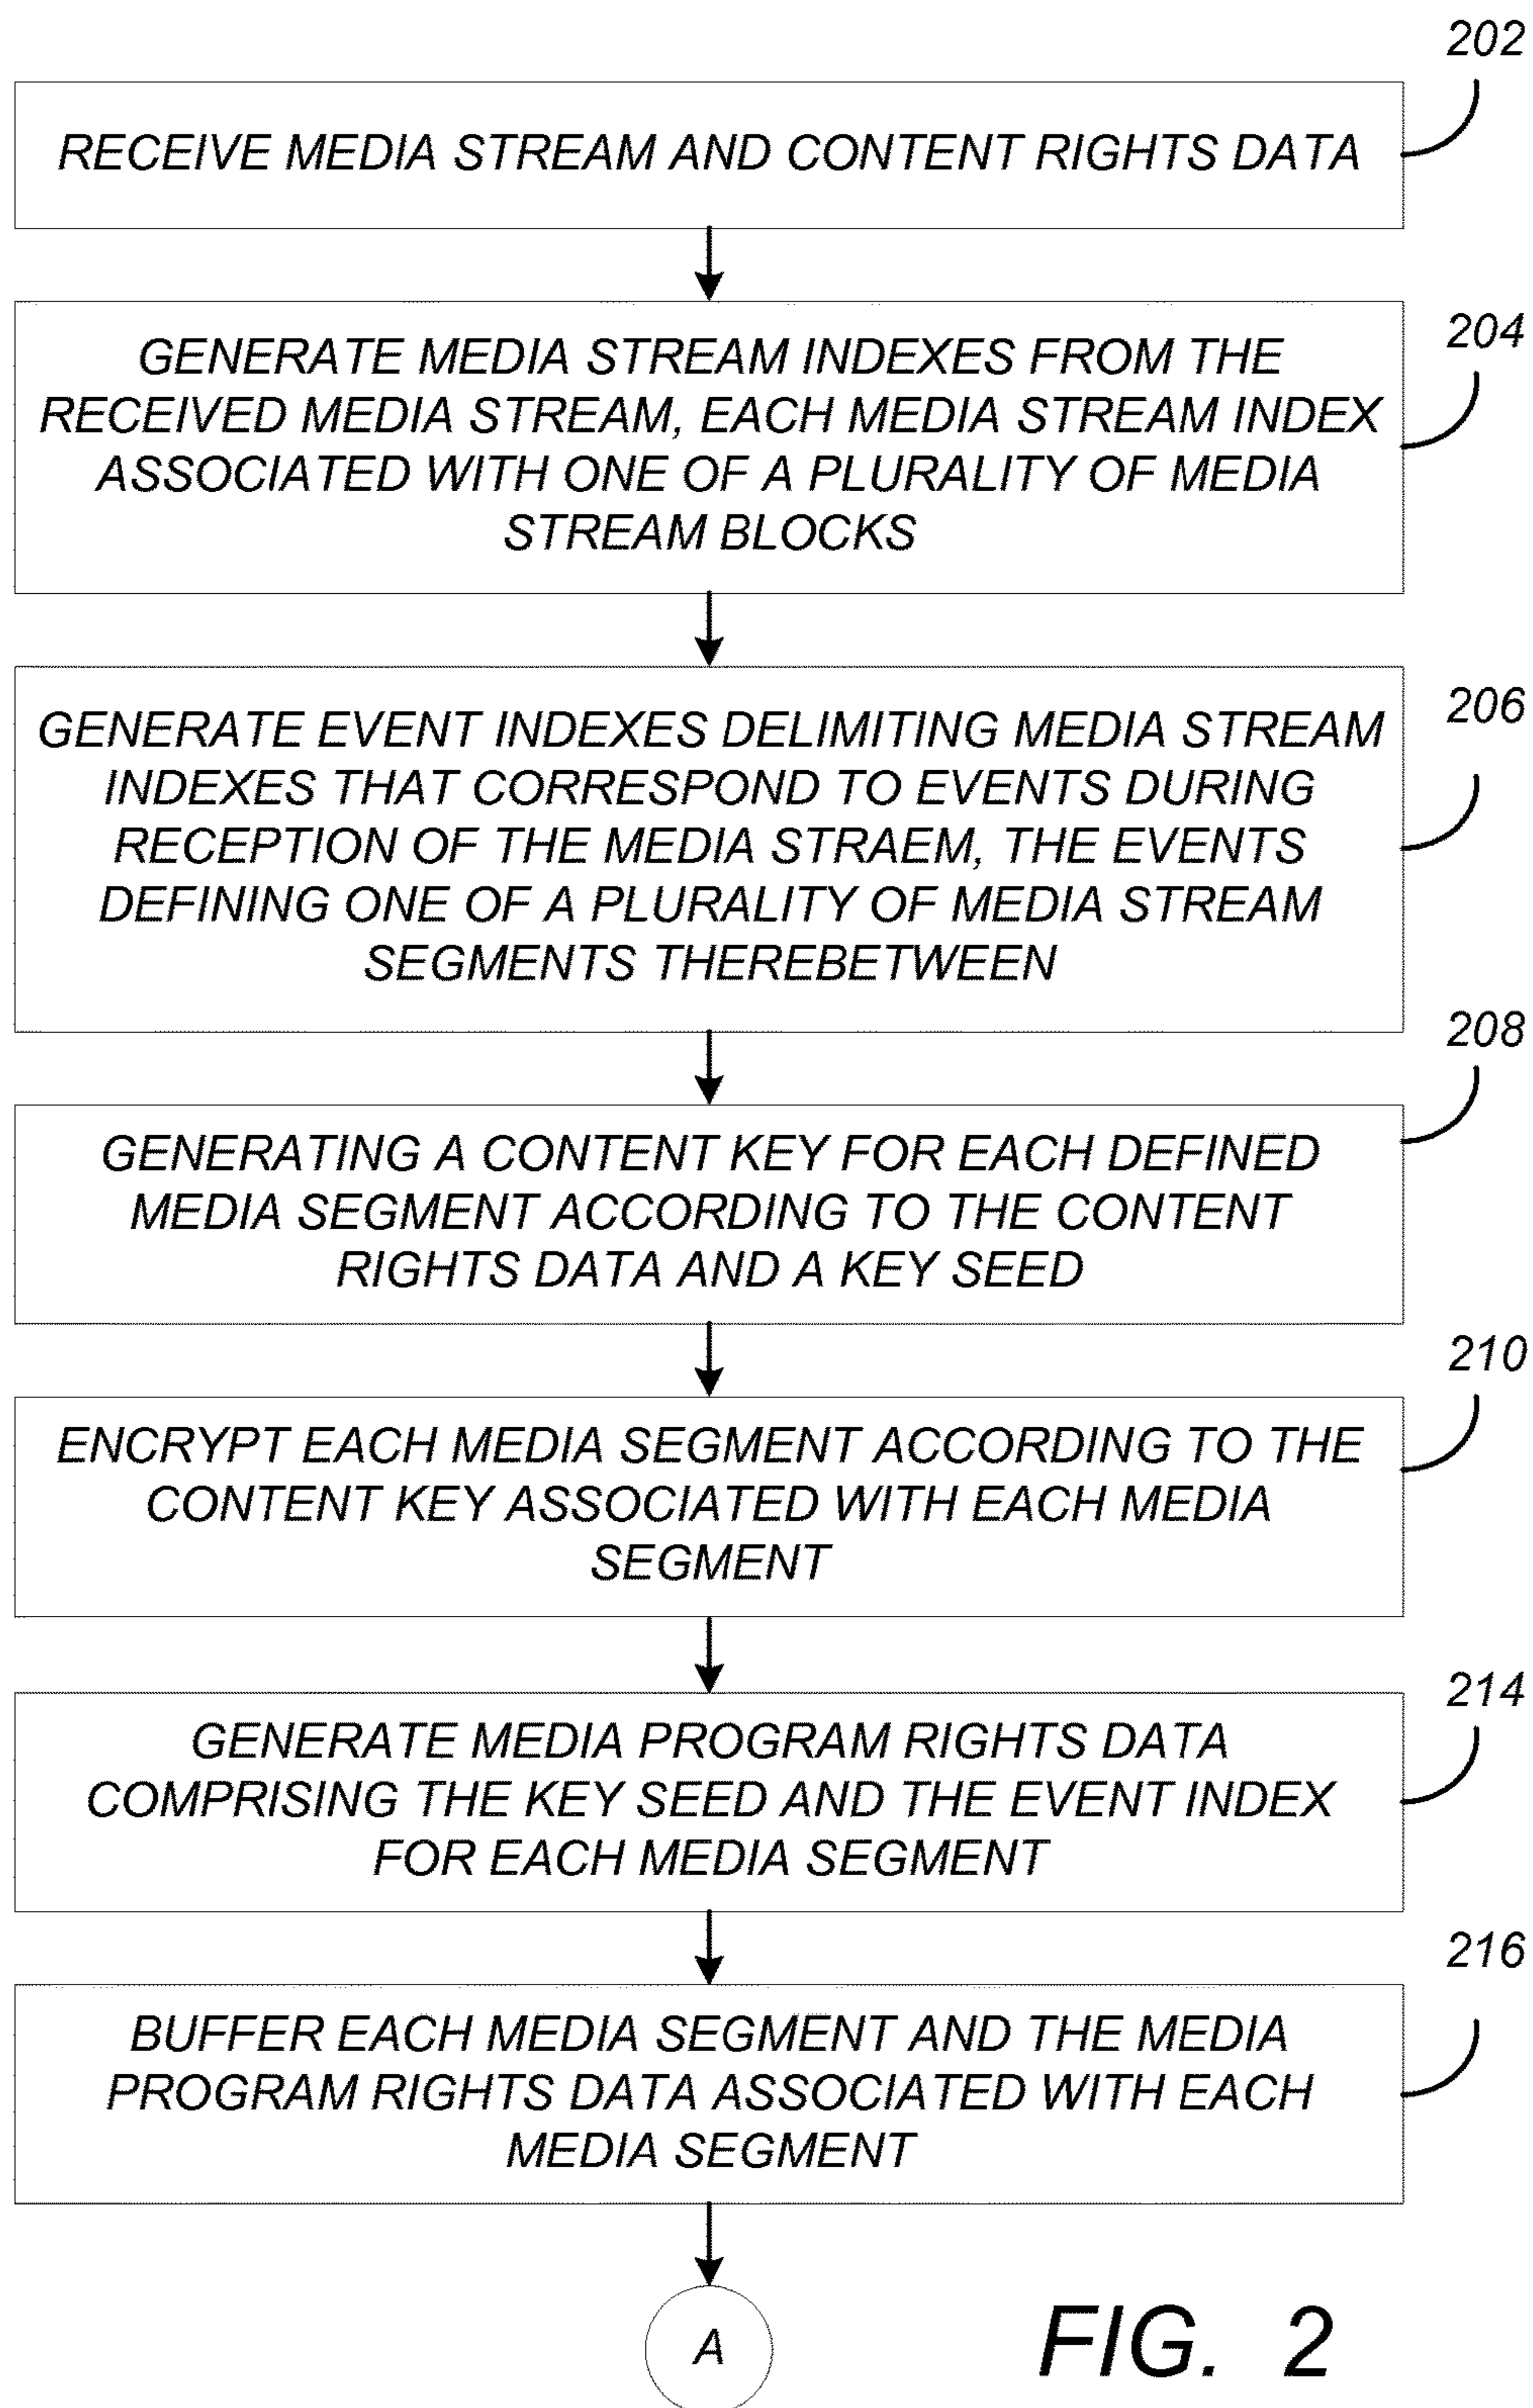 202
RECEIVE MEDIA STREAM AND CONTENT RIGHTS DATA
204
GENERATE MEDIA STREAM INDEXES FROM THE
RECEIVED MEDIA STREAM, EACH MEDIA STREAM INDEX
ASSOCIATED WITH ONE OF A PLURALITY OF MEDIA
STREAM BLOCKS
206
GENERATE EVENT INDEXES DELIMITING MEDIA STREAM
INDEXES THAT CORRESPOND TO EVENTS DURING
RECEPTION OF THE MEDIA STRAEM, THE EVENTS
DEFINING ONE OF A PLURALITY OF MEDIA STREAM
SEGMENTS THEREBETWEEN
208
GENERATING A CONTENT KEY FOR EACH DEFINED
MEDIA SEGMENT ACCORDING TO THE CONTENT
RIGHTS DATA AND A KEY SEED
210
ENCRYPT EACH MEDIA SEGMENT ACCORDING TO THE
CONTENT KEY ASSOCIATED WITH EACH MEDIA
SEGMENT
214
GENERATE MEDIA PROGRAM RIGHTS DATA
COMPRISING THE KEY SEED AND THE EVENT INDEX
FOR EACH MEDIA SEGMENT
216
BUFFER EACH MEDIA SEGMENT AND THE MEDIA
PROGRAM RIGHTS DATA ASSOCIATED WITH EACH
MEDIA SEGMENT
A
FIG. 2